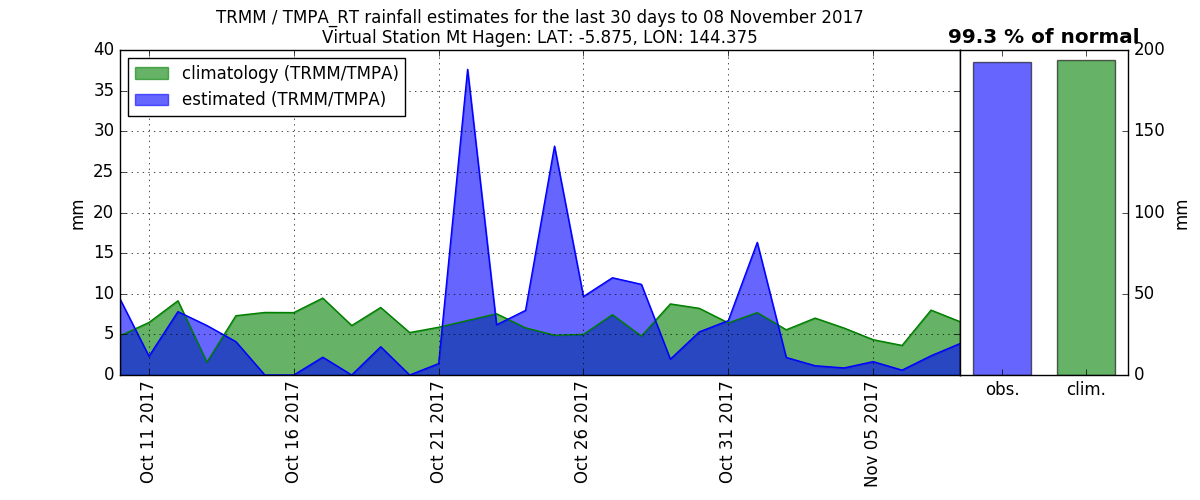 TRMM / TMPA_RT rainfall estimates for the last 30 days to 08 November 2017
Virtual Station Mt Hagen: LAT: -5.875, LON: 144.375
99.3 % of normal
climatology (TRMM/TMPA)
estimated (TRMM/TMPA)
40
35
30
25
20
15
10
5
0
mm
Oct 11 2017
Oct 16 2017
Oct 21 2017
Oct 26 2017
Oct 31 2017
Nov 05 2017
200
150
100
50
0
mm
obs.
clim.